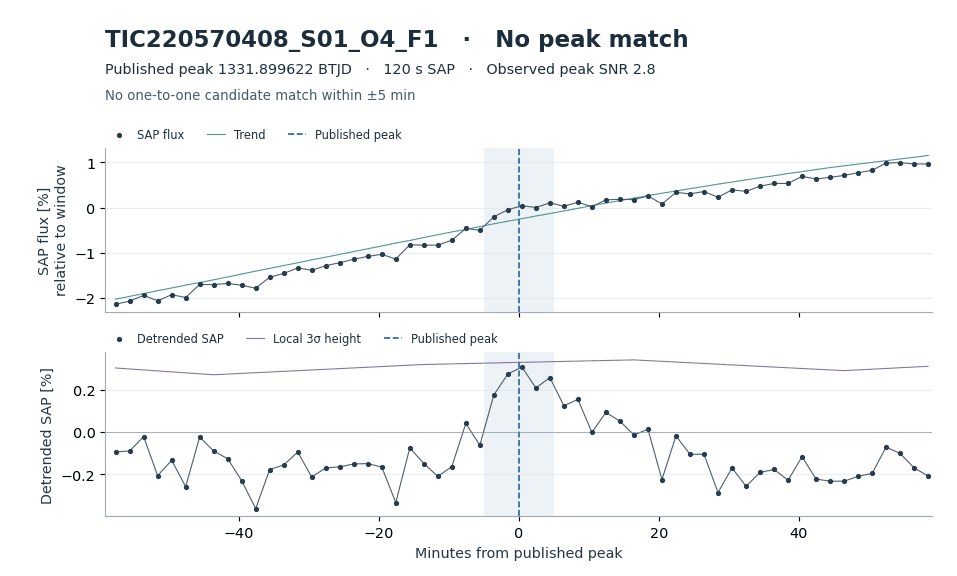 TIC220570408_S01_O4_F1   ·   No peak match
Published peak 1331.899622 BTJD   ·   120 s SAP   ·   Observed peak SNR 2.8
No one-to-one candidate match within ±5 min
SAP flux   Trend   Published peak
SAP flux [%]
relative to window
1
0
−1
−2
Detrended SAP   Local 3σ height   Published peak
Detrended SAP [%]
0.2
0.0
−0.2
−40   −20   0   20   40
Minutes from published peak